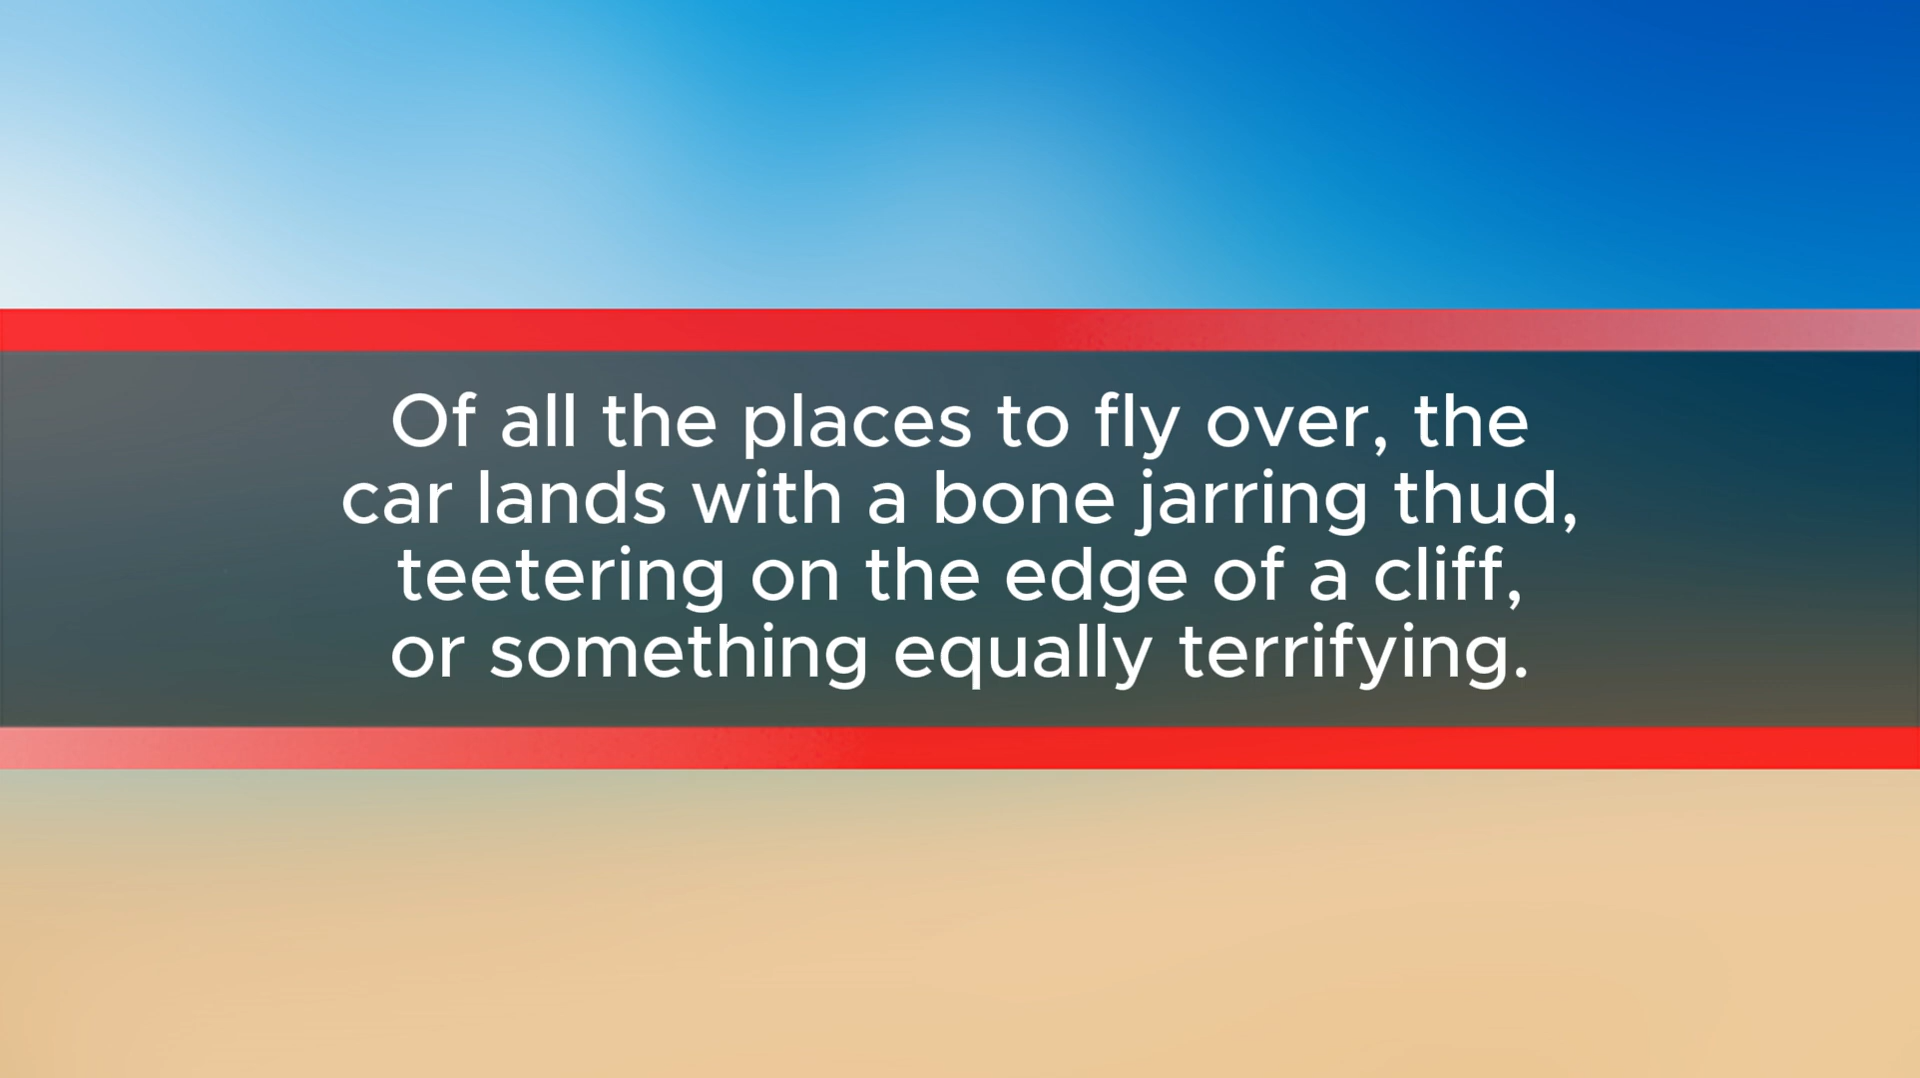 Of all the places to fly over, the
car lands with a bone jarring thud,
teetering on the edge of a cliff,
or something equally terrifying.